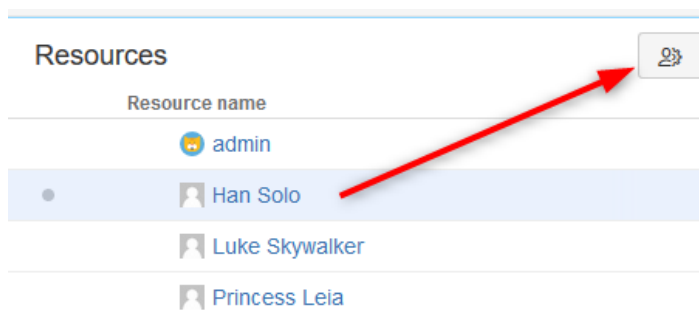 Resources
Resource name
admin
Han Solo
Luke Skywalker
Princess Leia